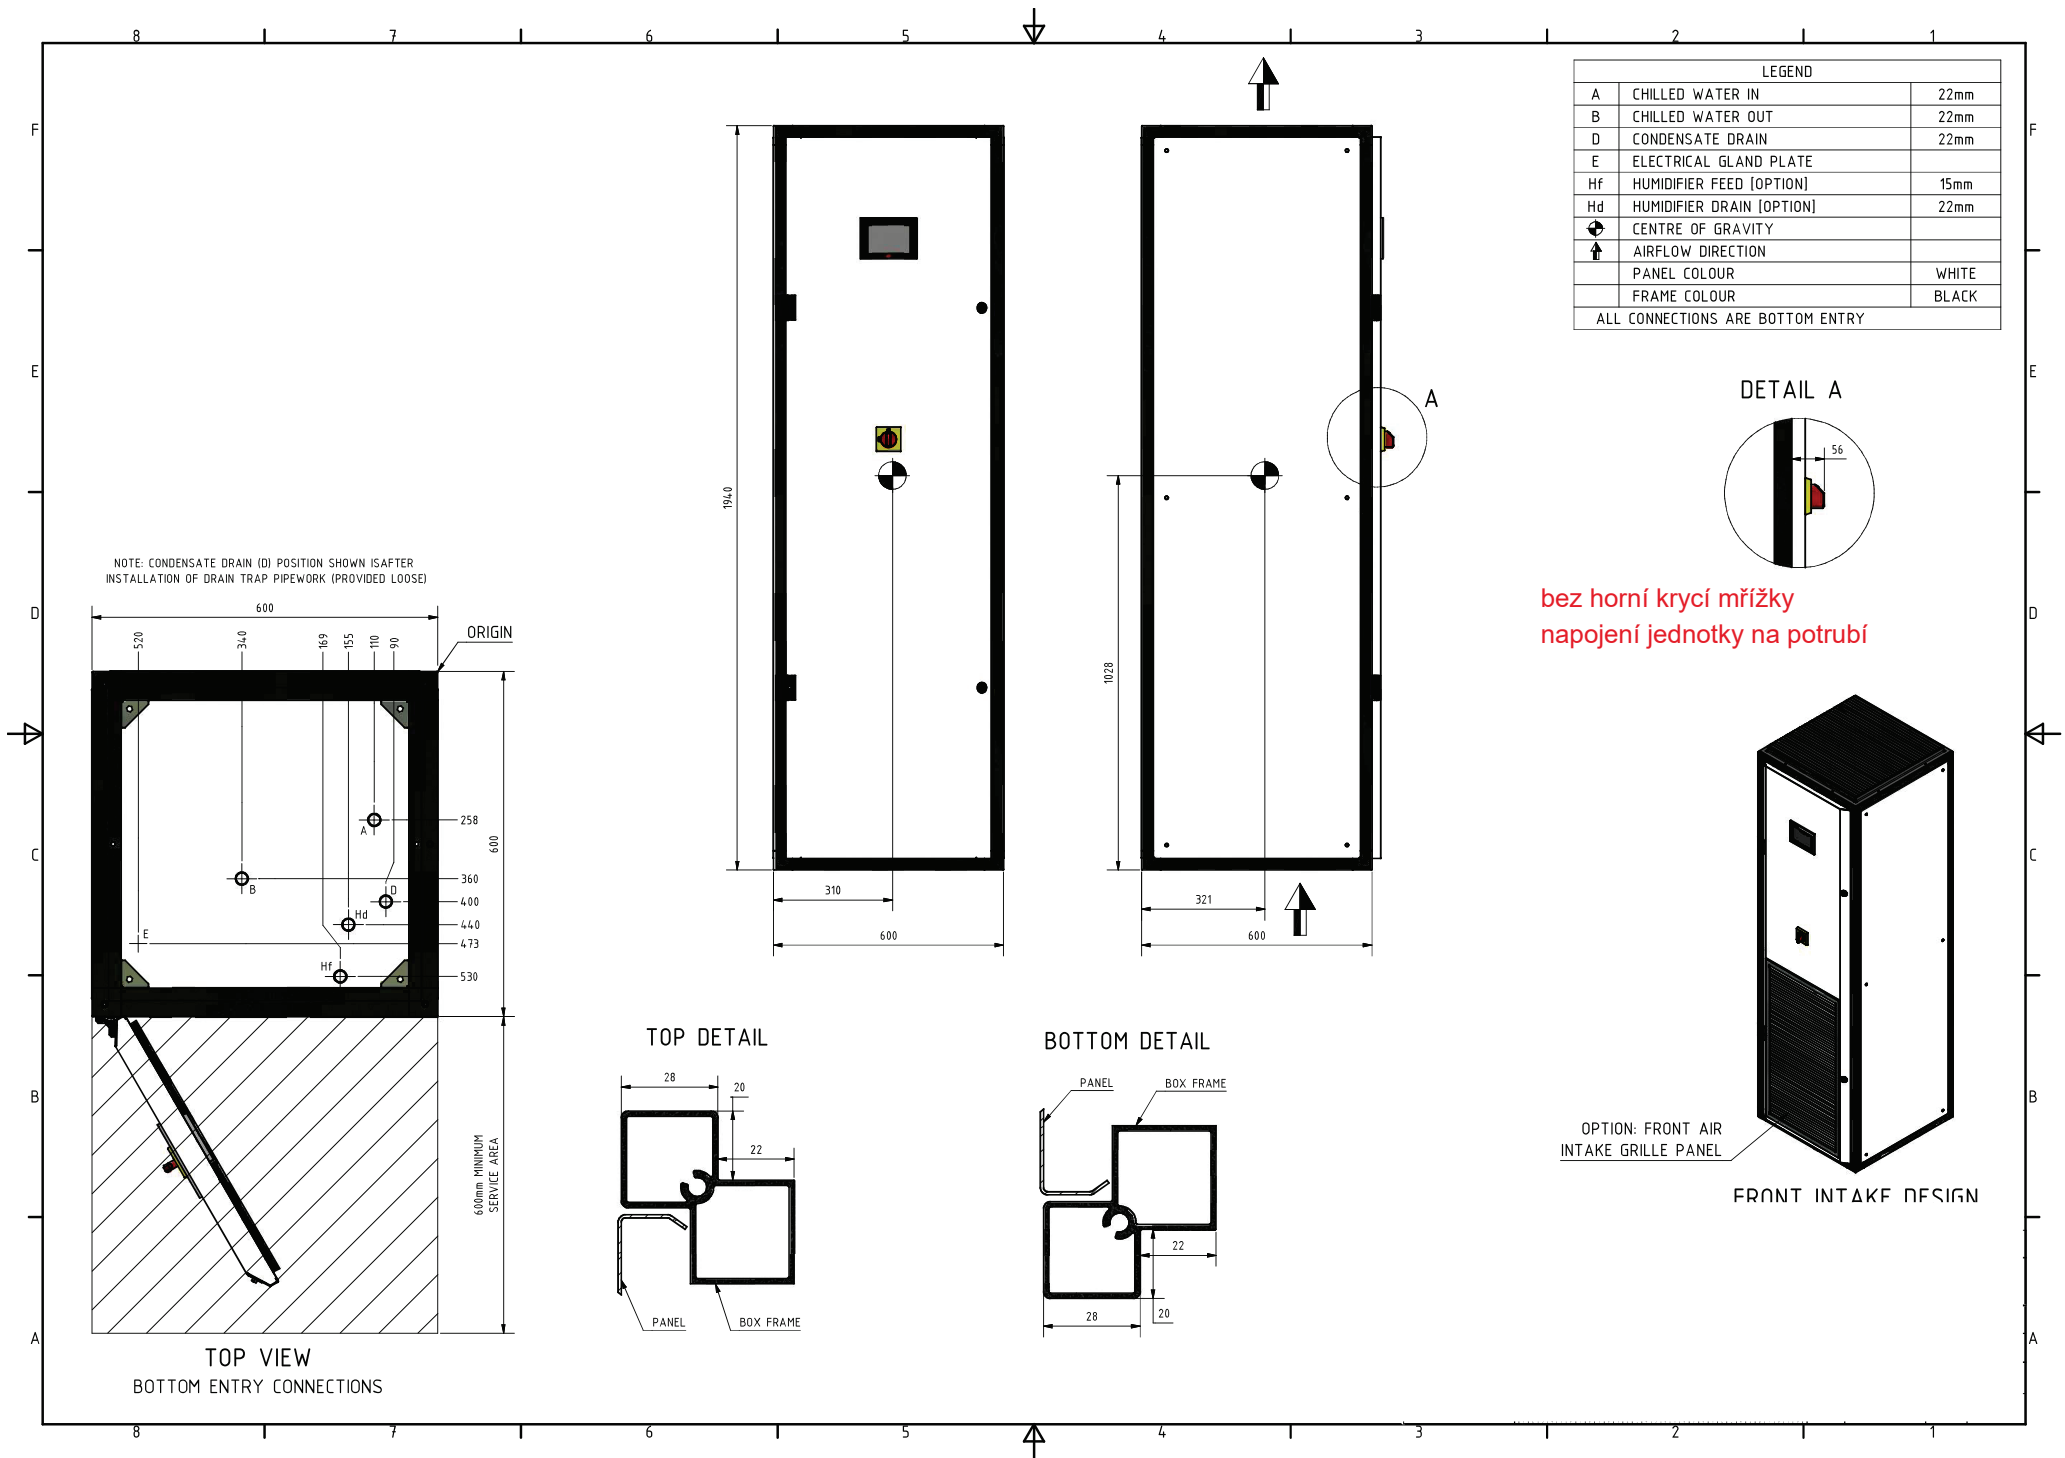 8 7 6 5 4 3 2 1
F
E
D
C
B
A
F
E
D
C
B
A
8 7 6 5 4 3 2 1
LEGEND
A CHILLED WATER IN 22mm
B CHILLED WATER OUT 22mm
D CONDENSATE DRAIN 22mm
E ELECTRICAL GLAND PLATE
Hf HUMIDIFIER FEED [OPTION] 15mm
Hd HUMIDIFIER DRAIN [OPTION] 22mm
CENTRE OF GRAVITY
AIRFLOW DIRECTION
PANEL COLOUR WHITE
FRAME COLOUR BLACK
ALL CONNECTIONS ARE BOTTOM ENTRY
1940
310
600
A
1028
321
600
DETAIL A
56
bez horní krycí mřížky
napojení jednotky na potrubí
NOTE: CONDENSATE DRAIN (D) POSITION SHOWN ISAFTER
INSTALLATION OF DRAIN TRAP PIPEWORK (PROVIDED LOOSE)
600
520 340 169 155 110 90
ORIGIN
A
B
D
Hd
E
Hf
258
360
400
440
473
530
600
600mm MINIMUM
SERVICE AREA
TOP VIEW
BOTTOM ENTRY CONNECTIONS
TOP DETAIL
28
20
22
PANEL
BOX FRAME
BOTTOM DETAIL
PANEL
BOX FRAME
22
20
28
OPTION: FRONT AIR
INTAKE GRILLE PANEL
FRONT INTAKE DESIGN